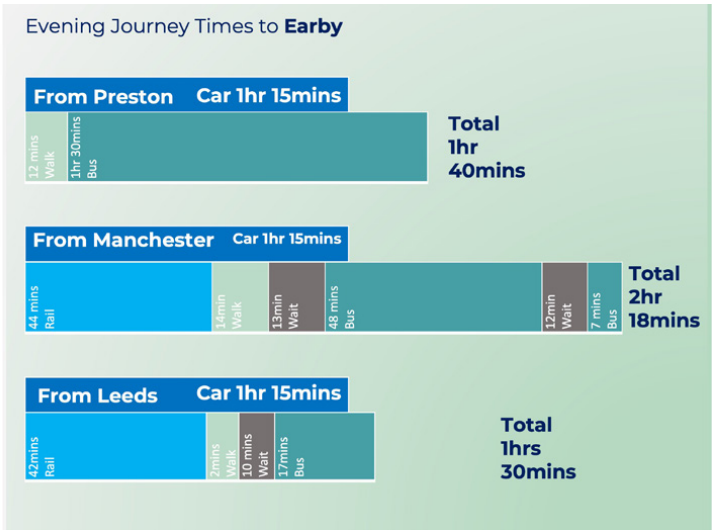 Evening Journey Times to Earby
From Preston Car 1hr 15mins
12 mins
Walk
1hr 30mins
Bus
Total
1hr
40mins
From Manchester Car 1hr 15mins
44 mins
Rail
14min
Walk
13min
Wait
48 mins
Bus
12min
Wait
7 mins
Bus
Total
2hr
18mins
From Leeds Car 1hr 15mins
42mins
Rail
2mins
Walk
10 mins
Wait
17mins
Bus
Total
1hrs
30mins